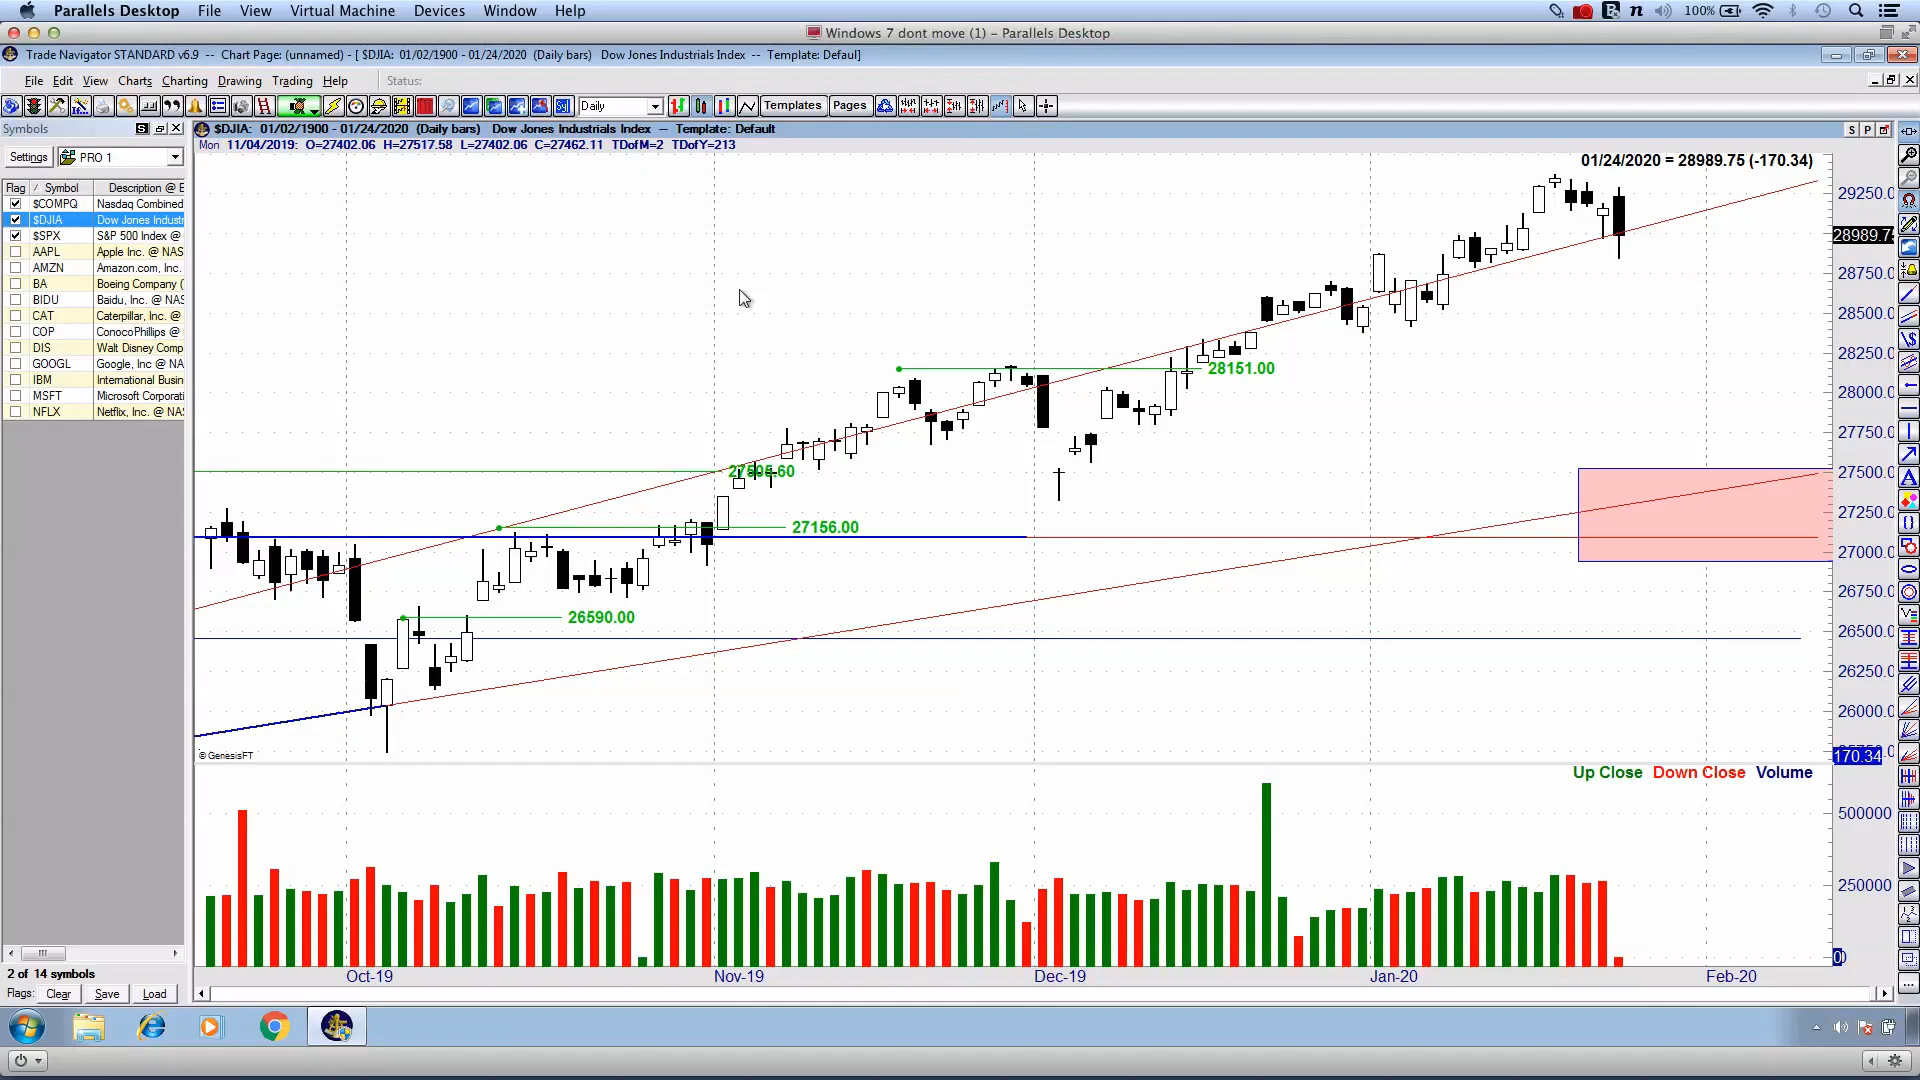 Parallels Desktop File View Virtual Machine Devices Window Help 100%
Windows 7 dont move (1) - Parallels Desktop
Trade Navigator STANDARD v6.9 -- Chart Page: (unnamed) - [ $DJIA: 01/02/1900 - 01/24/2020 (Daily bars) Dow Jones Industrials Index -- Template: Defaul]
File Edit View Charts Charting Drawing Trading Help Status:
Daily Templates Pages
Symbols
$DJIA: 01/02/1900 - 01/24/2020 (Daily bars) Dow Jones Industrials Index -- Template: Default
S P
Mon 11/04/2019: O=27402.06 H=27517.58 L=27402.06 C=27462.11 TDofM=2 TDofY=213
Settings PRO 1
01/24/2020 = 28989.75 (-170.34)
Flag Symbol Description @ E
$COMPQ Nasdaq Combined
$DJIA Dow Jones Industr
$SPX S&P 500 Index @
AAPL Apple Inc. @ NAS
AMZN Amazon.com, Inc.
BA Boeing Company (
BIDU Baidu, Inc. @ NAS
CAT Caterpillar, Inc. @
COP ConocoPhillips @
DIS Walt Disney Comp
GOOGL Google, Inc @ NA
IBM International Busin
MSFT Microsoft Corporati
NFLX Netflix, Inc. @ NA
29250.0
28989.75
28750.0
28500.0
28250.0
28000.0
27750.0
27500.0
27250.0
27000.0
26750.0
26500.0
26250.0
26000.0
170.34
28151.00
27505.60
27156.00
26590.00
© GenesisFT
Up Close Down Close Volume
500000
250000
0
Oct-19 Nov-19 Dec-19 Jan-20 Feb-20
2 of 14 symbols
Flags: Clear Save Load